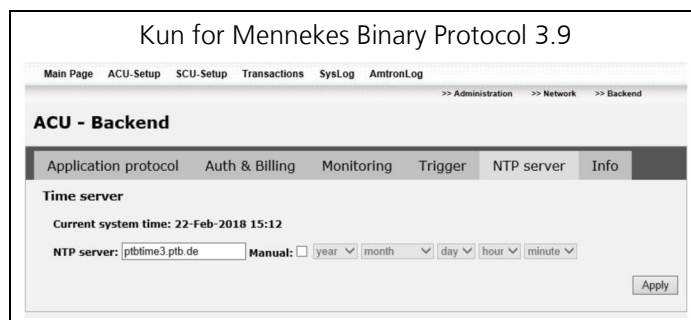 Kun for Mennekes Binary Protocol 3.9
Main Page ACU-Setup SCU-Setup Transactions SysLog AmtronLog
>> Administration >> Network >> Backend
ACU - Backend
Application protocol Auth & Billing Monitoring Trigger NTP server Info
Time server
Current system time: 22-Feb-2018 15:12
NTP server: ptbtime3.ptb.de Manual: year month day hour minute
Apply